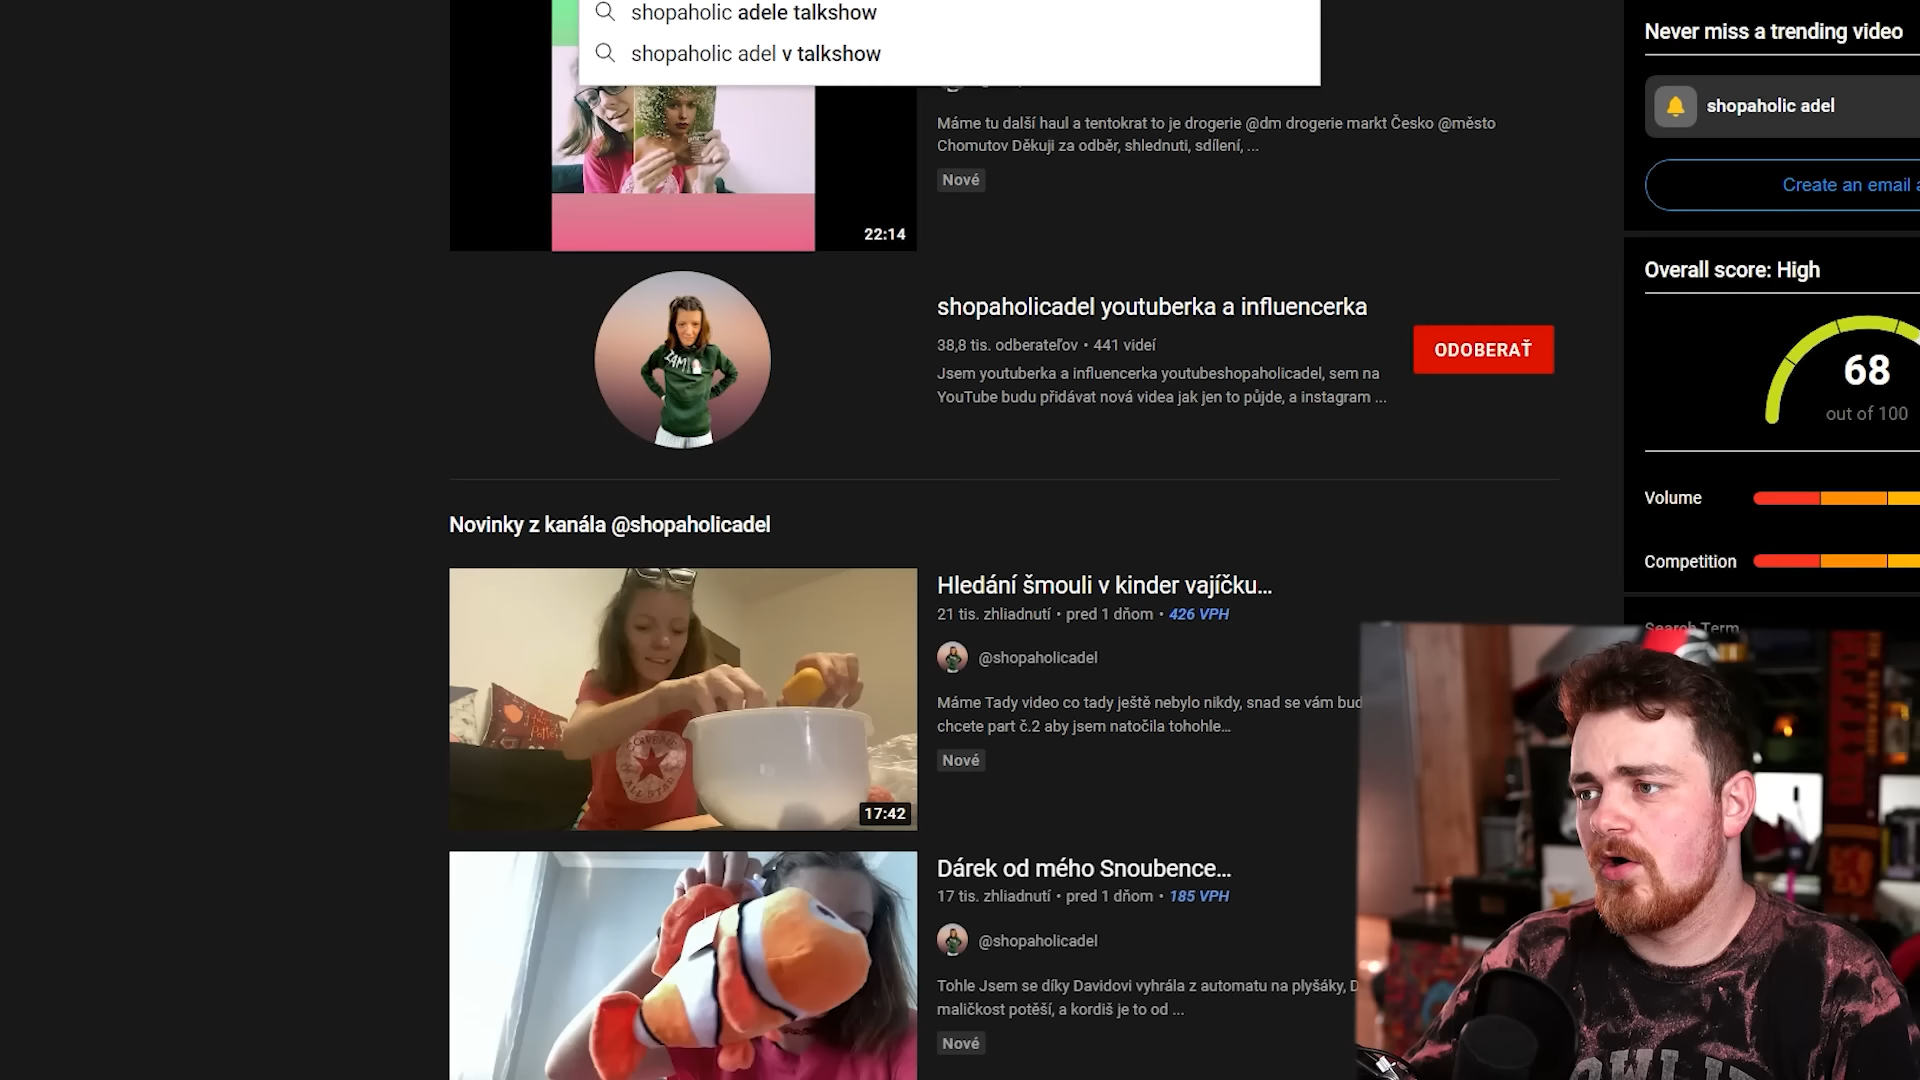 shopaholic adele talkshow
shopaholic adel v talkshow
Máme tu další haul a tentokrat to je drogerie @dm drogerie markt Česko @město
Chomutov Děkuji za odběr, shlednuti, sdílení, ...
Nové
22:14
shopaholicadel youtuberka a influencerka
38,8 tis. odberateľov • 441 videí
Jsem youtuberka a influencerka youtubeshopaholicadel, sem na
YouTube budu přidávat nová videa jak jen to půjde, a instagram ...
ODOBERAŤ
Novinky z kanála @shopaholicadel
Hledání šmouli v kinder vajíčku...
21 tis. zhliadnutí • pred 1 dňom • 426 VPH
@shopaholicadel
Máme Tady video co tady ještě nebylo nikdy, snad se vám bud
chcete part č.2 aby jsem natočila tohohle...
Nové
17:42
Dárek od mého Snoubence...
17 tis. zhliadnutí • pred 1 dňom • 185 VPH
@shopaholicadel
Tohle Jsem se díky Davidovi vyhrála z automatu na plyšáky, D
maličkost potěší, a kordiš je to od ...
Nové
Never miss a trending video
shopaholic adel
Create an email a
Overall score: High
68
out of 100
Volume
Competition
Search Term